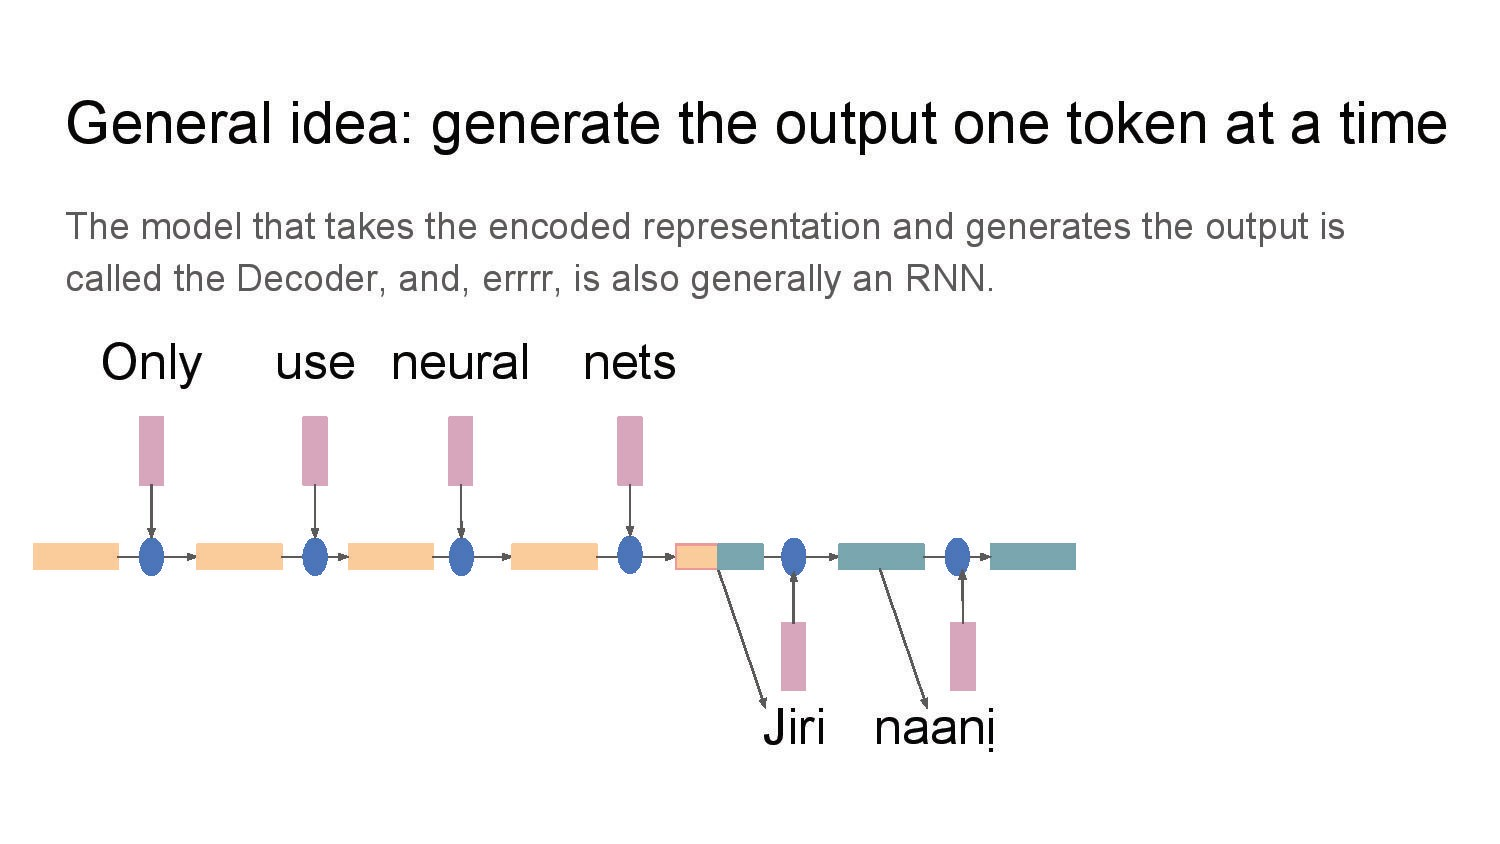 General idea: generate the output one token at a time
The model that takes the encoded representation and generates the output is
called the Decoder, and, errrr, is also generally an RNN.
Only use neural nets
Jiri naanị